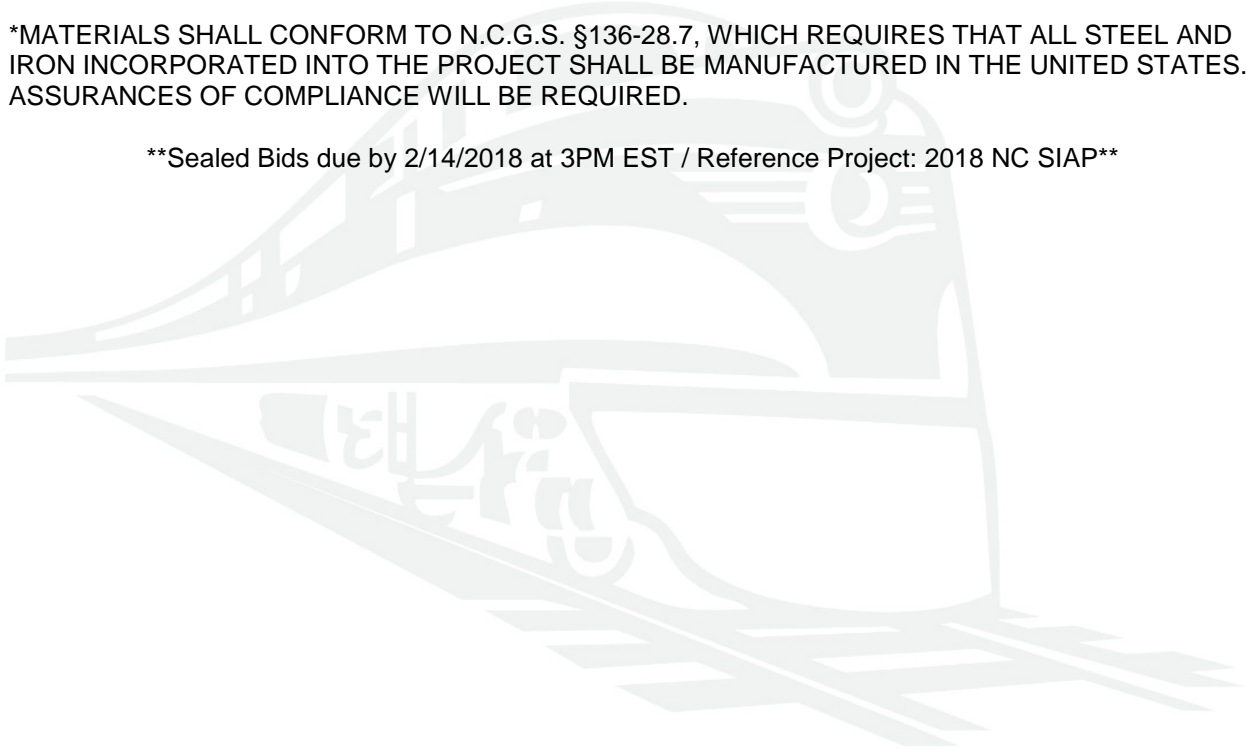 *MATERIALS SHALL CONFORM TO N.C.G.S. §136-28.7, WHICH REQUIRES THAT ALL STEEL AND
IRON INCORPORATED INTO THE PROJECT SHALL BE MANUFACTURED IN THE UNITED STATES.
ASSURANCES OF COMPLIANCE WILL BE REQUIRED.
**Sealed Bids due by 2/14/2018 at 3PM EST / Reference Project: 2018 NC SIAP**